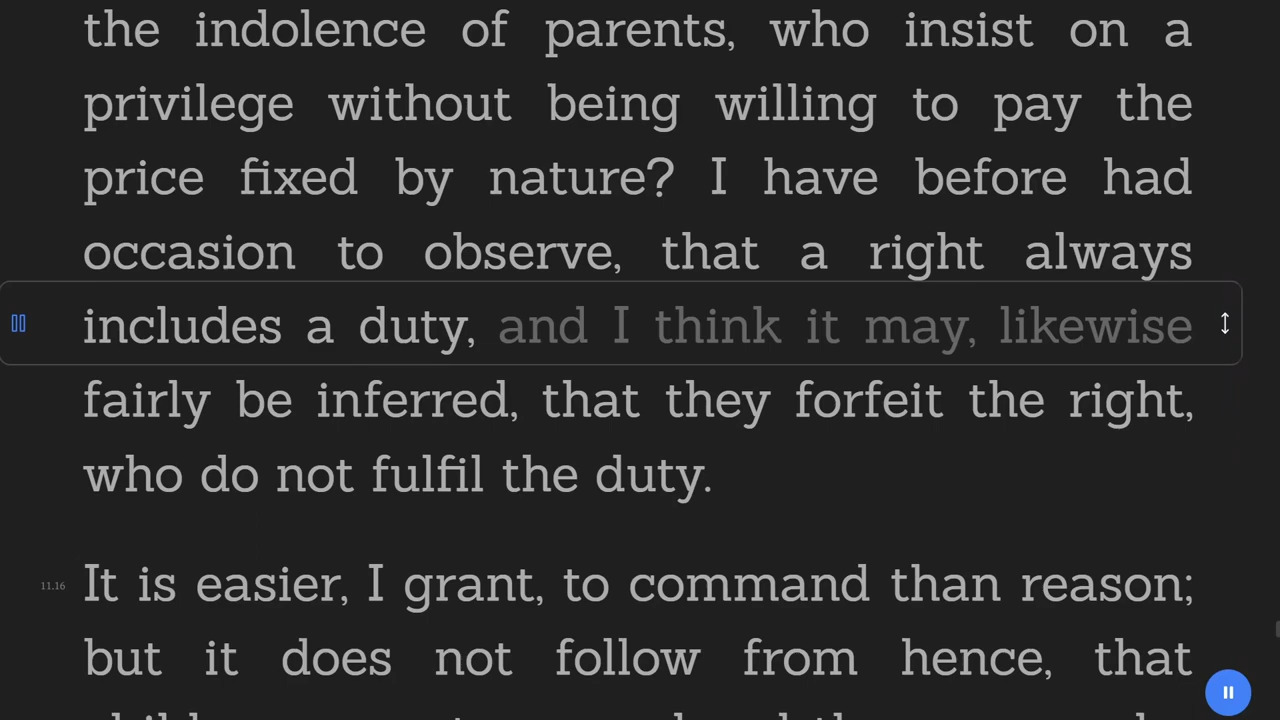 the indolence of parents, who insist on a
privilege without being willing to pay the
price fixed by nature? I have before had
occasion to observe, that a right always
includes a duty, and I think it may, likewise
fairly be inferred, that they forfeit the right,
who do not fulfil the duty.
11.16 It is easier, I grant, to command than reason;
but it does not follow from hence, that